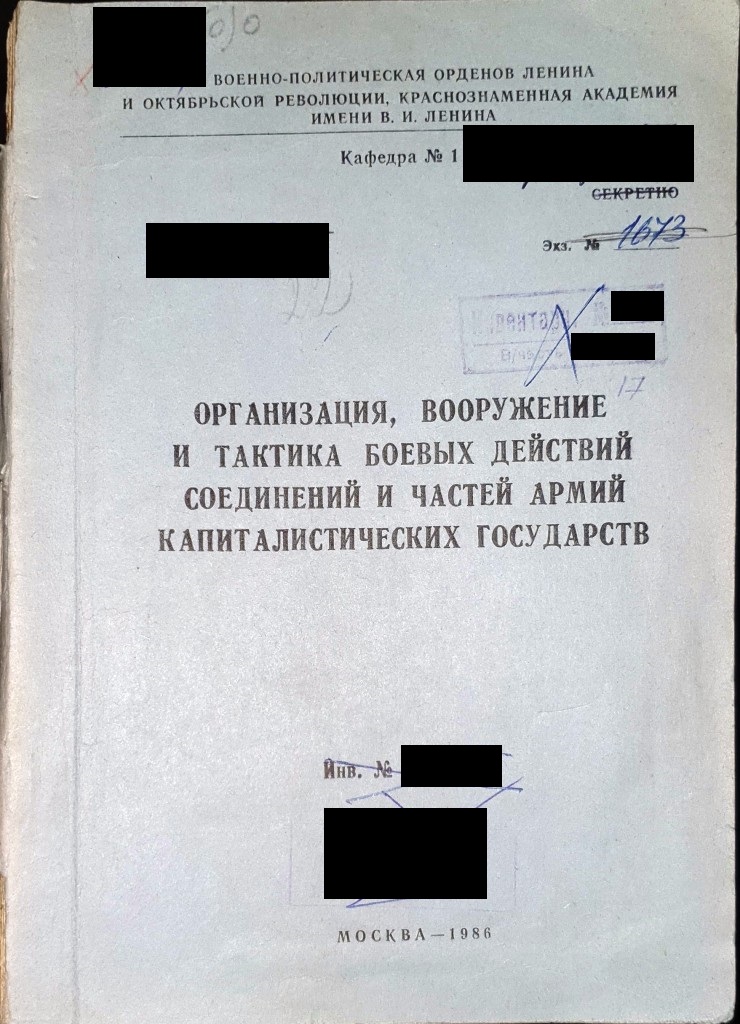 ВОЕННО-ПОЛИТИЧЕСКАЯ ОРДЕНОВ ЛЕНИНА
И ОКТЯБРЬСКОЙ РЕВОЛЮЦИИ, КРАСНОЗНАМЕННАЯ АКАДЕМИЯ
ИМЕНИ В. И. ЛЕНИНА
Кафедра № 1
СЕКРЕТНО
Экз. № 1673
17
ОРГАНИЗАЦИЯ, ВООРУЖЕНИЕ
И ТАКТИКА БОЕВЫХ ДЕЙСТВИЙ
СОЕДИНЕНИЙ И ЧАСТЕЙ АРМИЙ
КАПИТАЛИСТИЧЕСКИХ ГОСУДАРСТВ
Инв. №
МОСКВА — 1986